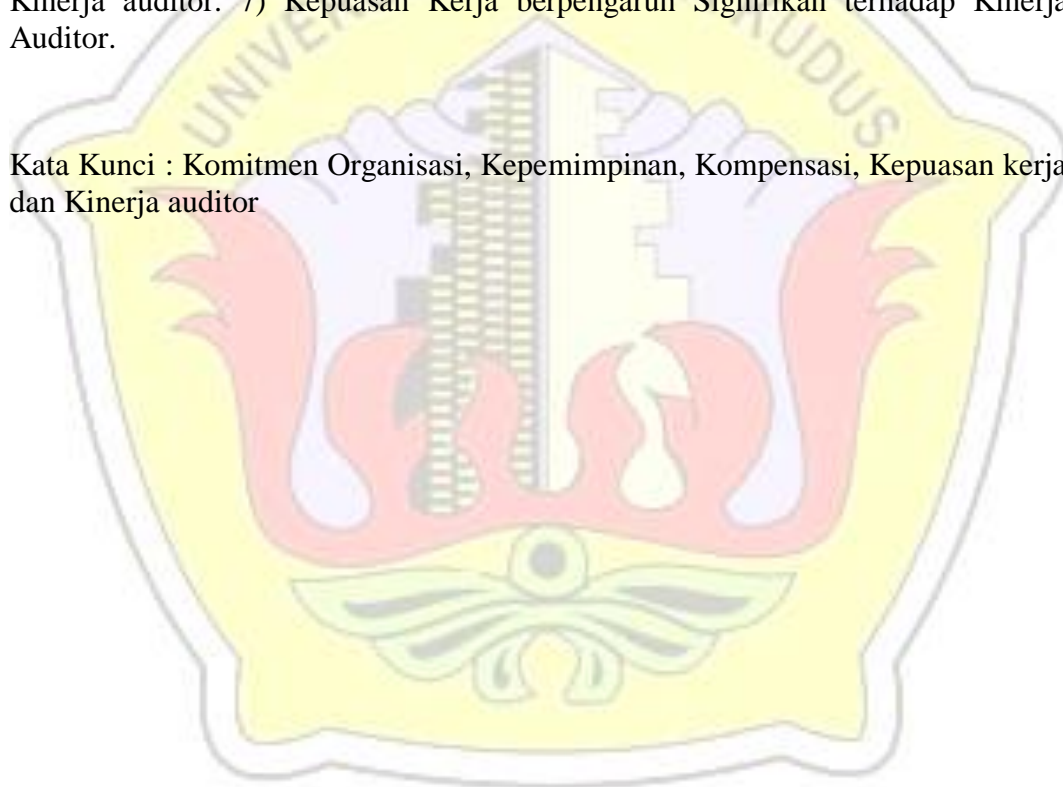 Kinerja auditor. 7) Kepuasan Kerja berpengaruh Signifikan terhadap Kinerja
Auditor.
Kata Kunci : Komitmen Organisasi, Kepemimpinan, Kompensasi, Kepuasan kerja
dan Kinerja auditor
KUDUS